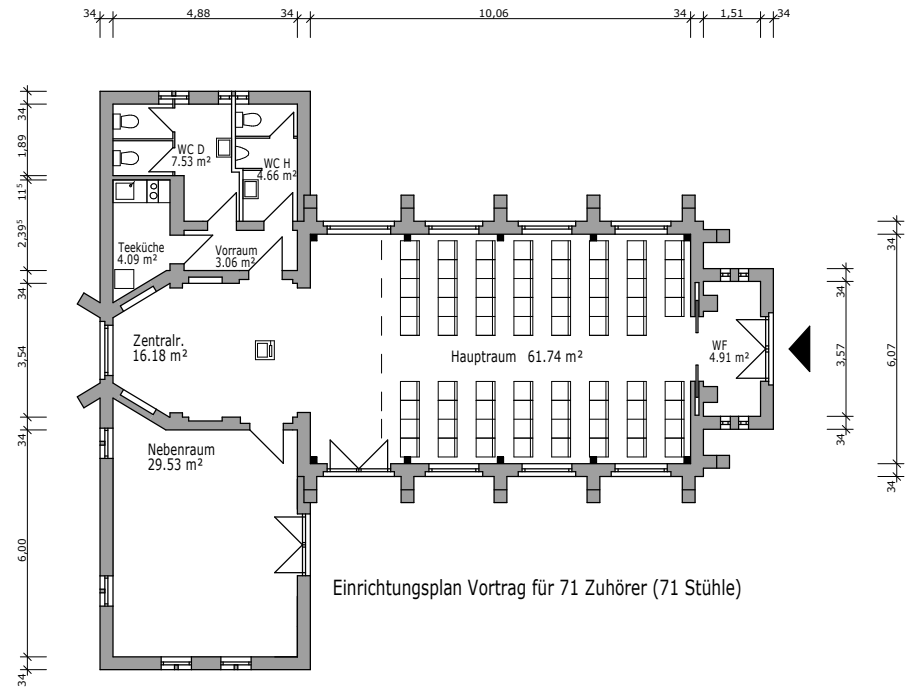 34 4,88 34 10,06 34 1,51 34
34
1,89
11⁵
2,39⁵
34
3,54
34
6,00
34
WC D
7.53 m²
WC H
4.66 m²
Teeküche
4.09 m²
Vorraum
3.06 m²
Zentralr.
16.18 m²
Hauptraum 61.74 m²
WF
4.91 m²
34
3,57
34
34
6,07
34
Nebenraum
29.53 m²
Einrichtungsplan Vortrag für 71 Zuhörer (71 Stühle)